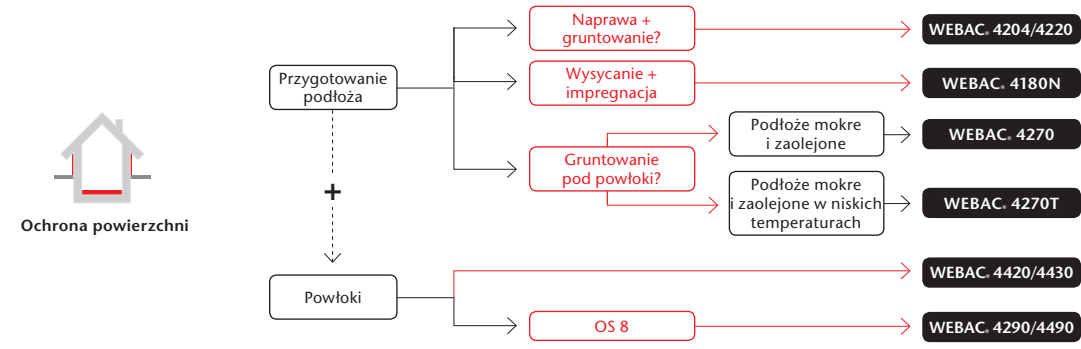 Ochrona powierzchni
Przygotowanie
podłoża
+
Powłoki
Naprawa +
gruntowanie?
WEBAC® 4204/4220
Wysycanie +
impregnacja
WEBAC® 4180N
Gruntowanie
pod powłoki?
Podłoże mokre
i zaolejone
WEBAC® 4270
Podłoże mokre
i zaolejone w niskich
temperaturach
WEBAC® 4270T
WEBAC® 4420/4430
OS 8
WEBAC® 4290/4490